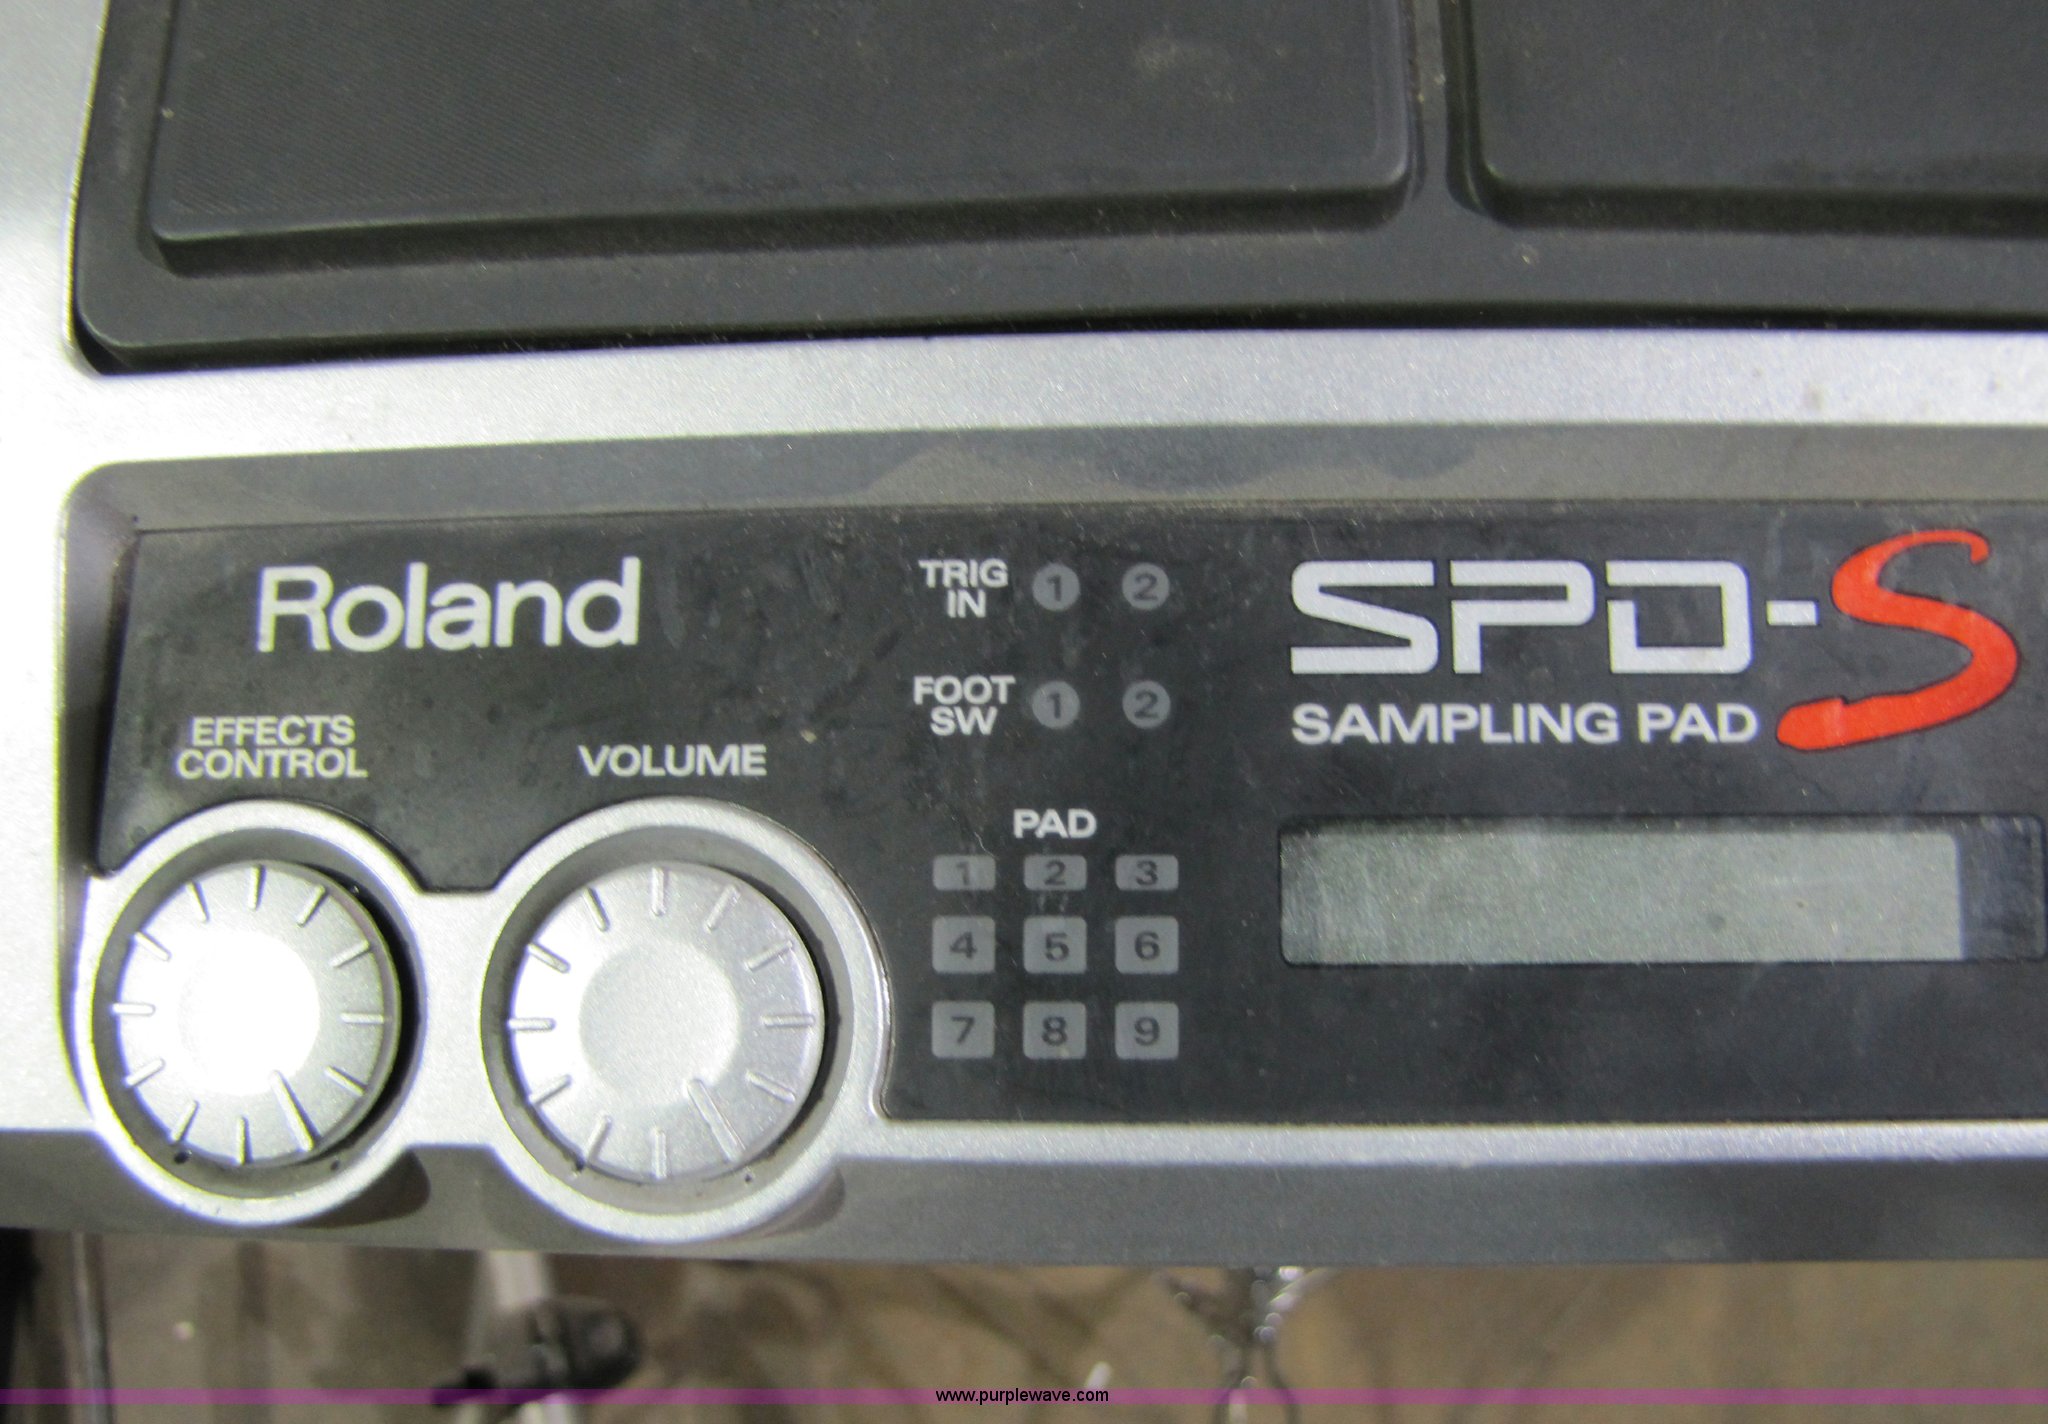 Roland
EFFECTS
CONTROL
VOLUME
TRIG
IN
1 2
FOOT
SW
1 2
PAD
1 2 3
4 5 6
7 8 9
SPD-S
SAMPLING PAD
www.purplewave.com